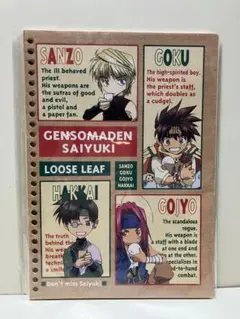 SANZO
The ill behaved
priest.
His weapons are
the sutras of good
and evil,
a pistol and
a paper fan.
GOKU
The high-spirited boy.
His weapon is
the priest's staff,
which doubles as
a cudgel.
GENSOMADEN
SAIYUKI
LOOSE LEAF
SANZO
GOKU
GOJYO
HAKKAI
HAKKAI
The truth
behind the
His
breath
techn
a smile
GOJYO
The scandalous
rogue.
His weapon is
a staff with a
blade at one end
and at the
other.
specializes in
hand-to-hand
combat.
Don't miss Saiyuki